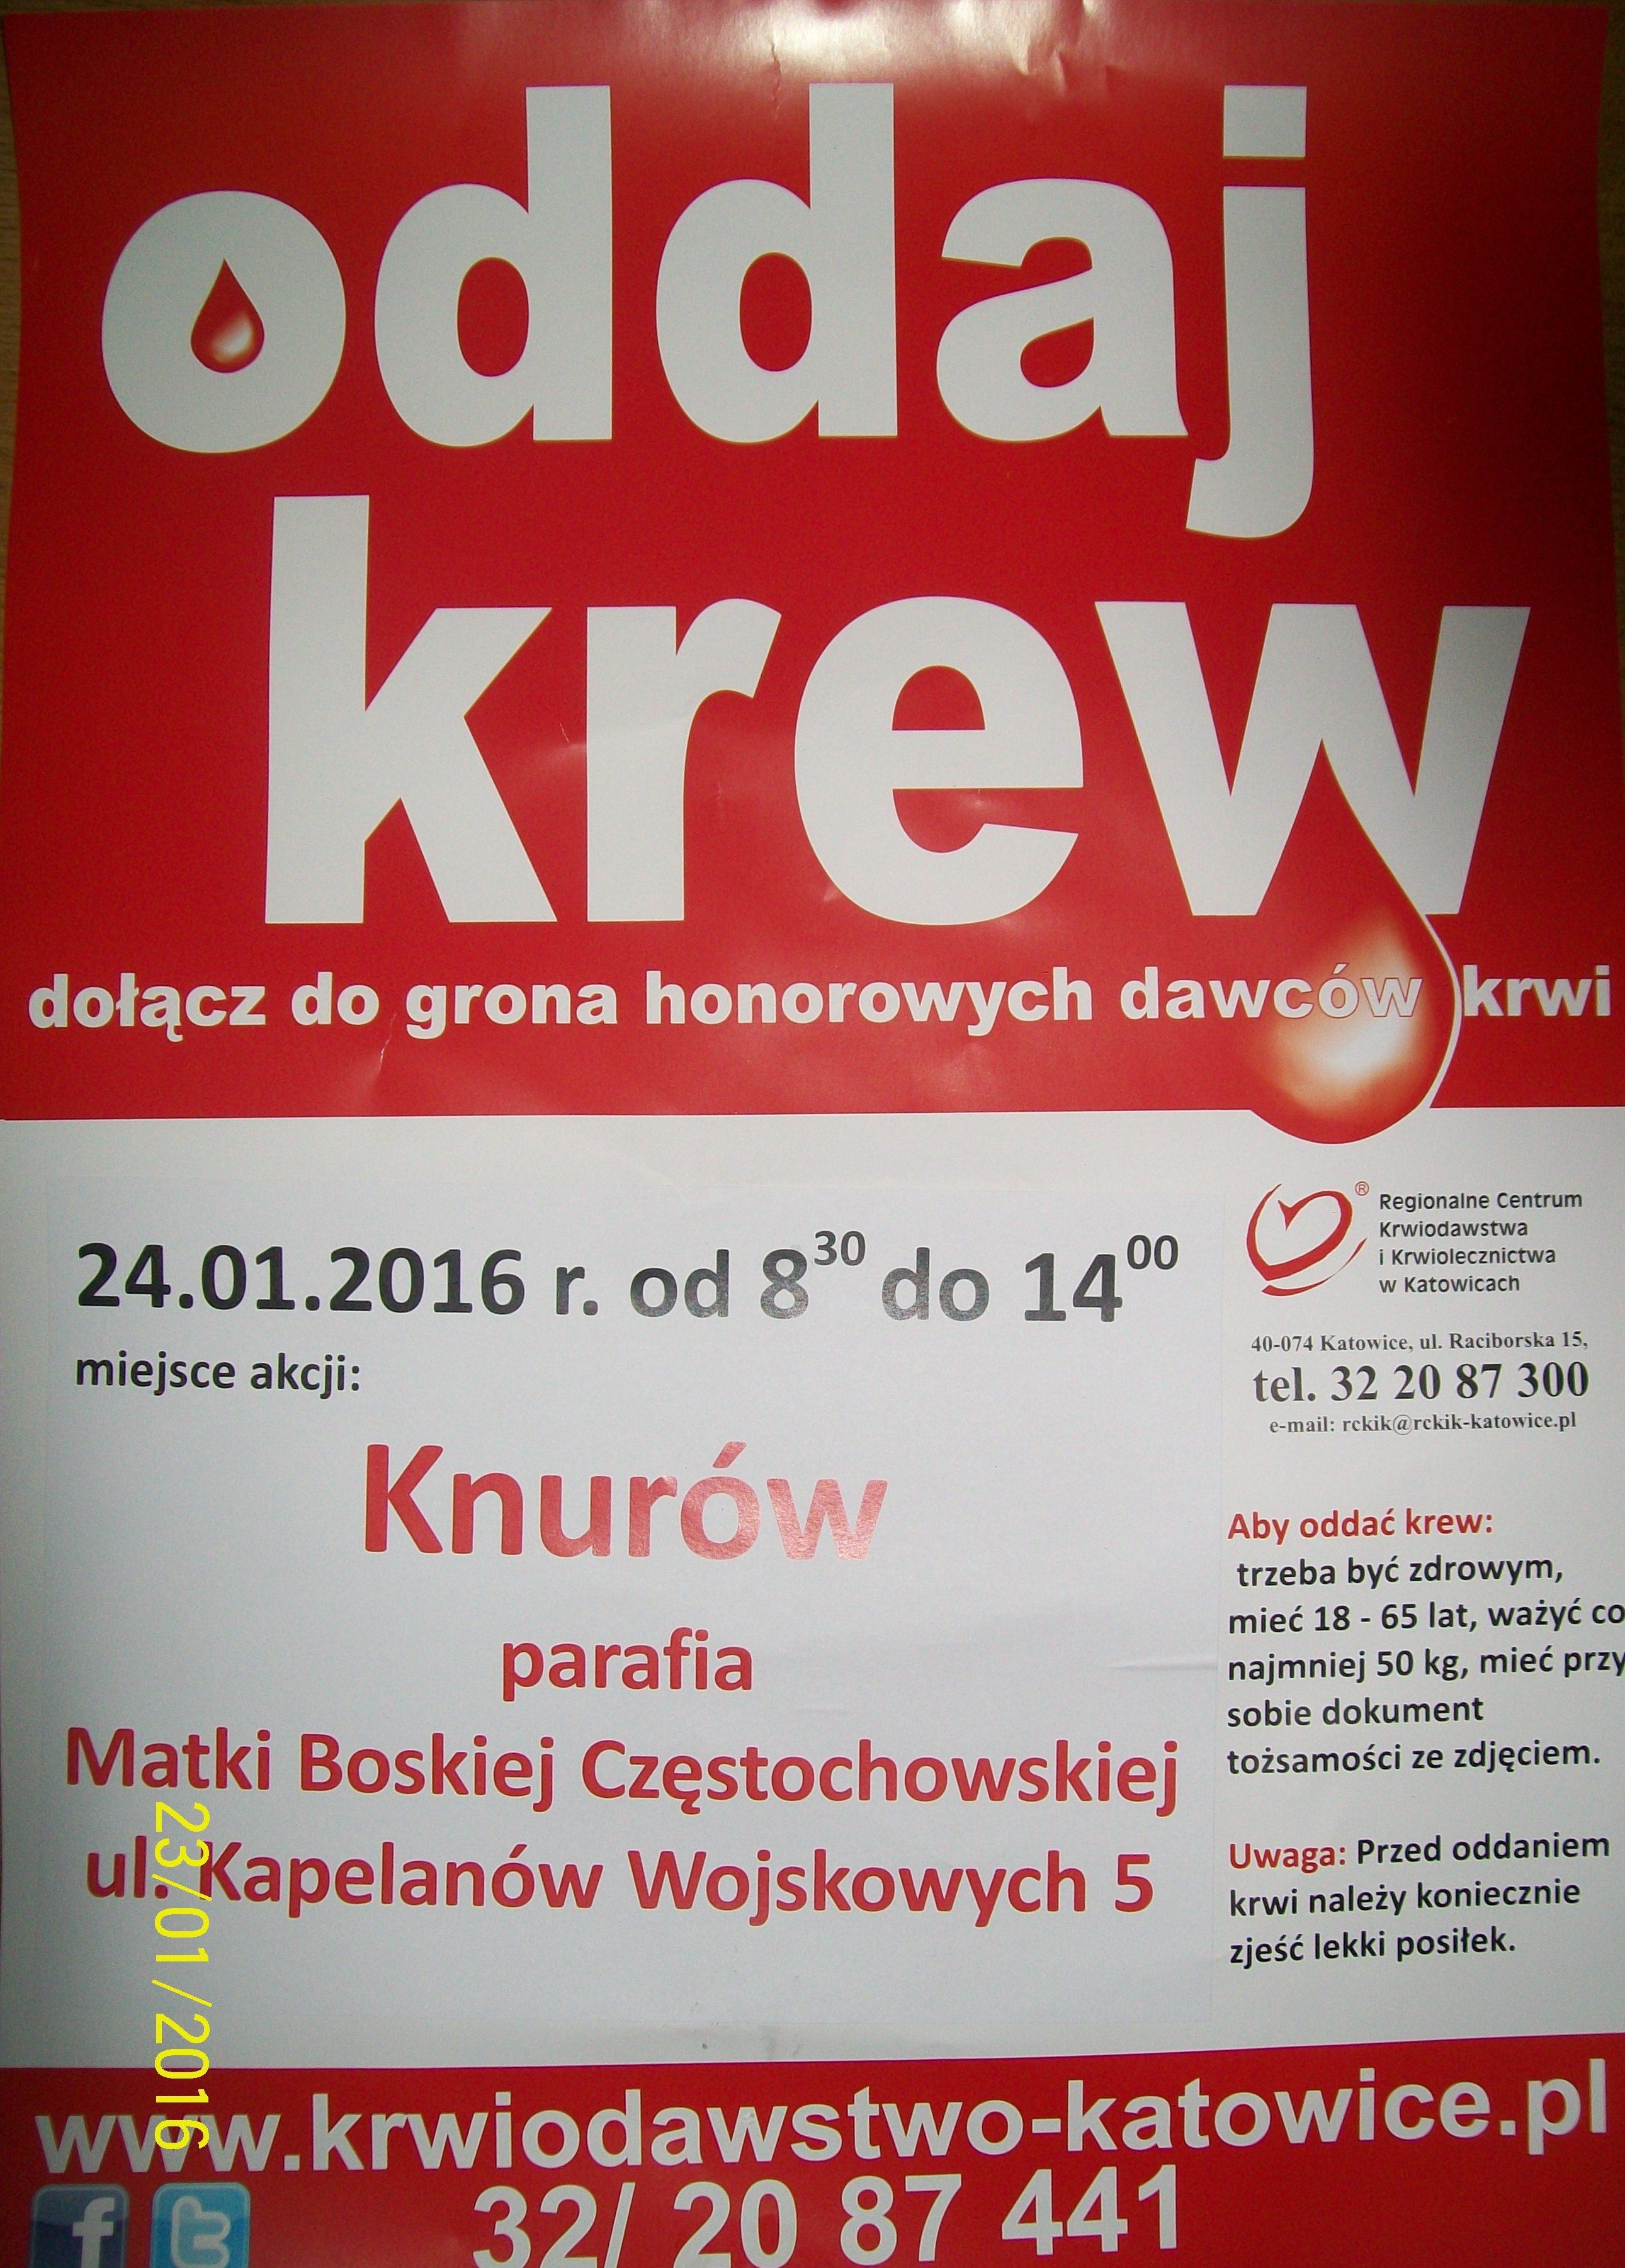 oddaj
krew
dołącz do grona honorowych dawców krwi
24.01.2016 r. od 8³⁰ do 14⁰⁰
miejsce akcji:
Knurów
parafia
Matki Boskiej Częstochowskiej
ul. Kapelanów Wojskowych 5
®
Regionalne Centrum
Krwiodawstwa
i Krwiolecznictwa
w Katowicach
40-074 Katowice, ul. Raciborska 15,
tel. 32 20 87 300
e-mail: rckik@rckik-katowice.pl
Aby oddać krew:
trzeba być zdrowym,
mieć 18 - 65 lat, ważyć co
najmniej 50 kg, mieć przy
sobie dokument
tożsamości ze zdjęciem.
Uwaga: Przed oddaniem
krwi należy koniecznie
zjeść lekki posiłek.
www.krwiodawstwo-katowice.pl
f t 32/ 20 87 441
23/01/2016